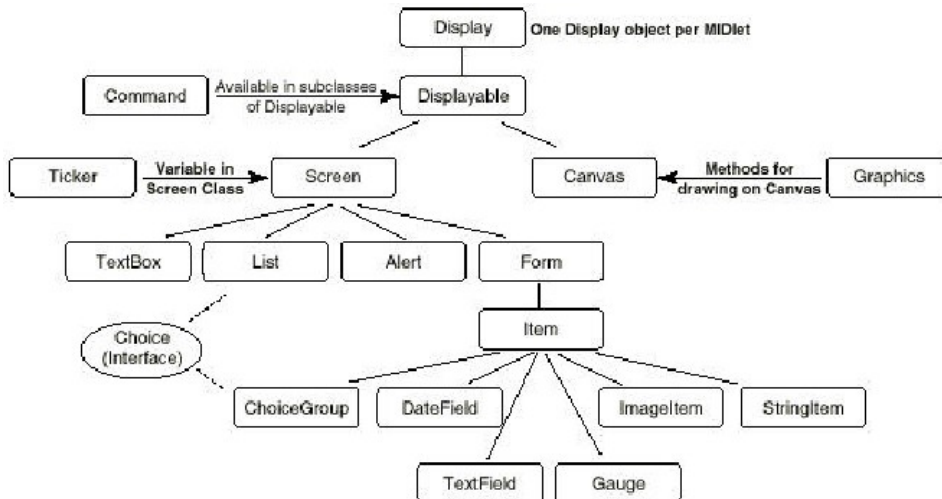 Display
One Display object per MIDlet
Command
Available in subclasses
of Displayable
Displayable
Ticker
Variable in
Screen Class
Screen
Canvas
Methods for
drawing on Canvas
Graphics
TextBox
List
Alert
Form
Choice
(Interface)
Item
ChoiceGroup
DateField
ImageItem
StringItem
TextField
Gauge